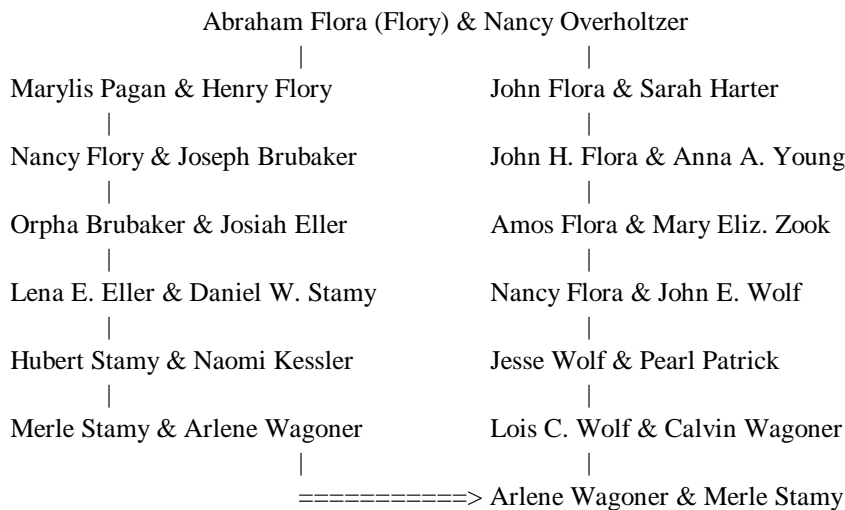 Abraham Flora (Flory) & Nancy Overholtzer
| |
Marylis Pagan & Henry Flory John Flora & Sarah Harter
| |
Nancy Flory & Joseph Brubaker John H. Flora & Anna A. Young
| |
Orpha Brubaker & Josiah Eller Amos Flora & Mary Eliz. Zook
| |
Lena E. Eller & Daniel W. Stamy Nancy Flora & John E. Wolf
| |
Hubert Stamy & Naomi Kessler Jesse Wolf & Pearl Patrick
| |
Merle Stamy & Arlene Wagoner Lois C. Wolf & Calvin Wagoner
| |
===========> Arlene Wagoner & Merle Stamy